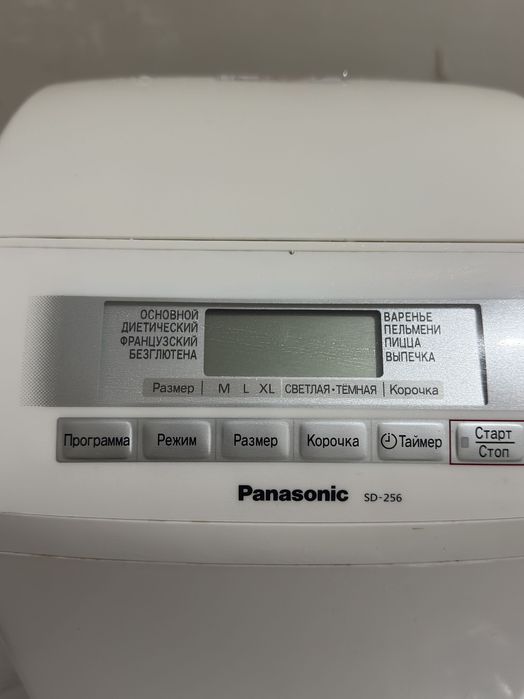 ОСНОВНОЙ
ДИЕТИЧЕСКИЙ
ФРАНЦУЗСКИЙ
БЕЗГЛЮТЕНА
ВАРЕНЬЕ
ПЕЛЬМЕНИ
ПИЦЦА
ВЫПЕЧКА
Размер | M L XL | СВЕТЛАЯ·ТЕМНАЯ | Корочка
Программа Режим Размер Корочка Таймер Старт
Стоп
Panasonic SD-256